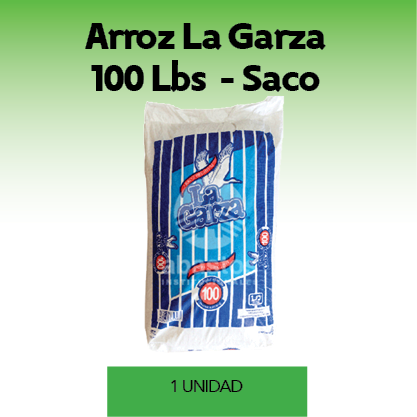 Arroz La Garza
100 Lbs - Saco
La
Garza
100
1 UNIDAD